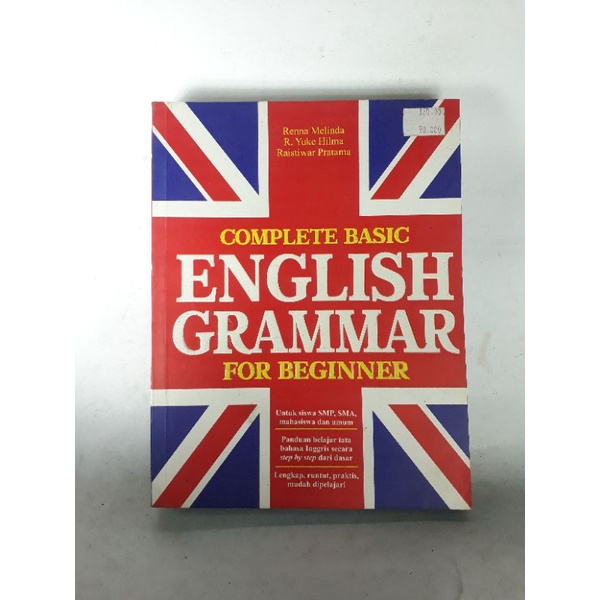 Renna Melinda
R. Yuke Hilma
Raistiwar Pratama
COMPLETE BASIC
ENGLISH
GRAMMAR
FOR BEGINNER
Untuk siswa SMP, SMA,
mahasiswa dan umum
Panduan belajar tata
bahasa Inggris secara
step by step dari dasar
Lengkap, runtut, praktis,
mudah dipelajari